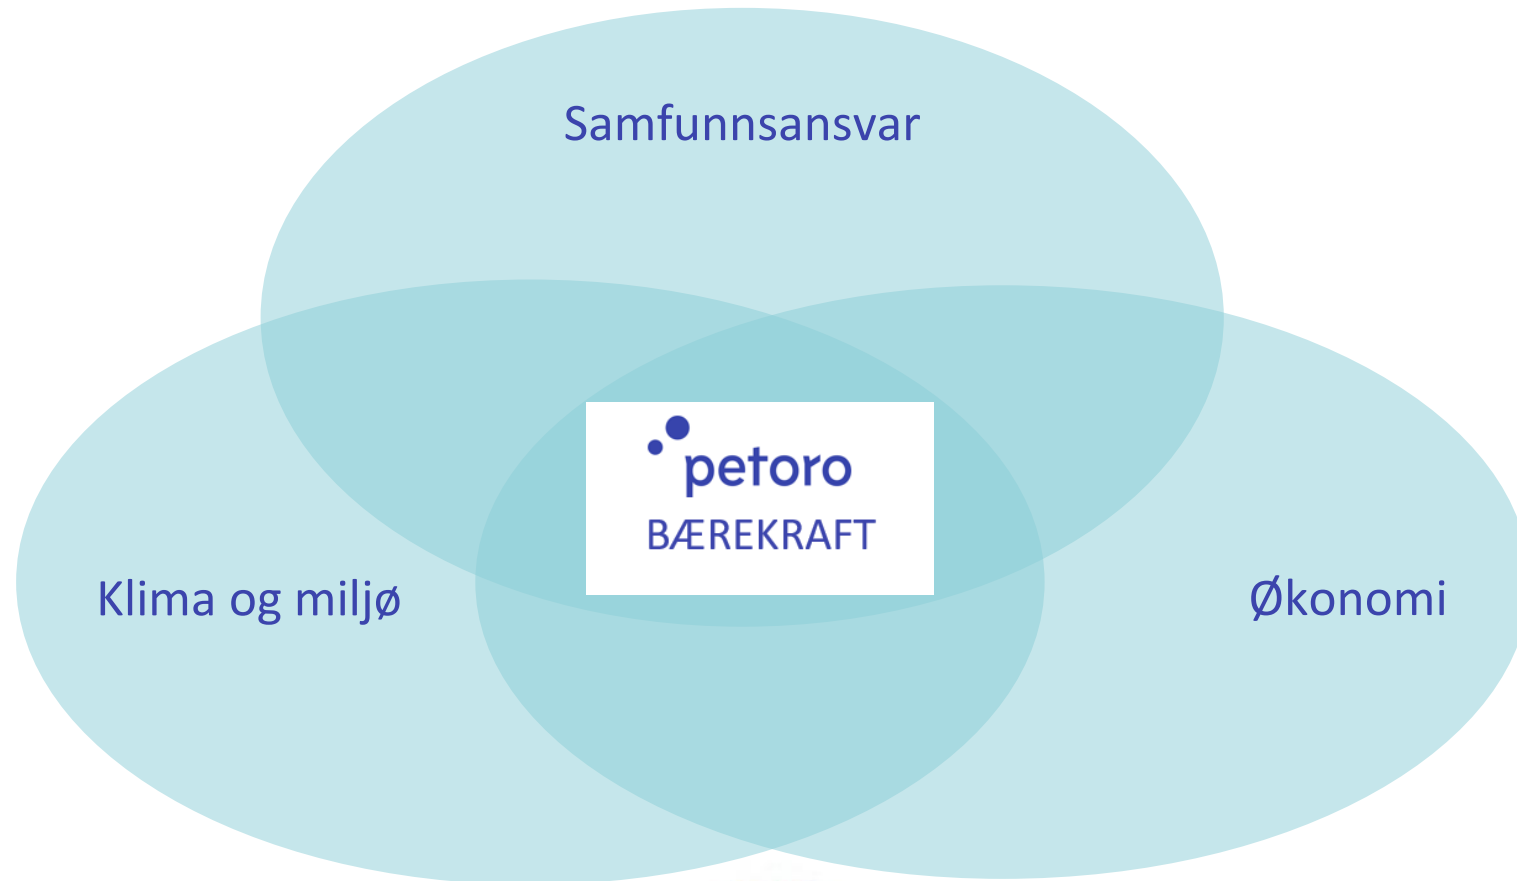 Samfunnsansvar
petoro
BÆREKRAFT
Klima og miljø
Økonomi